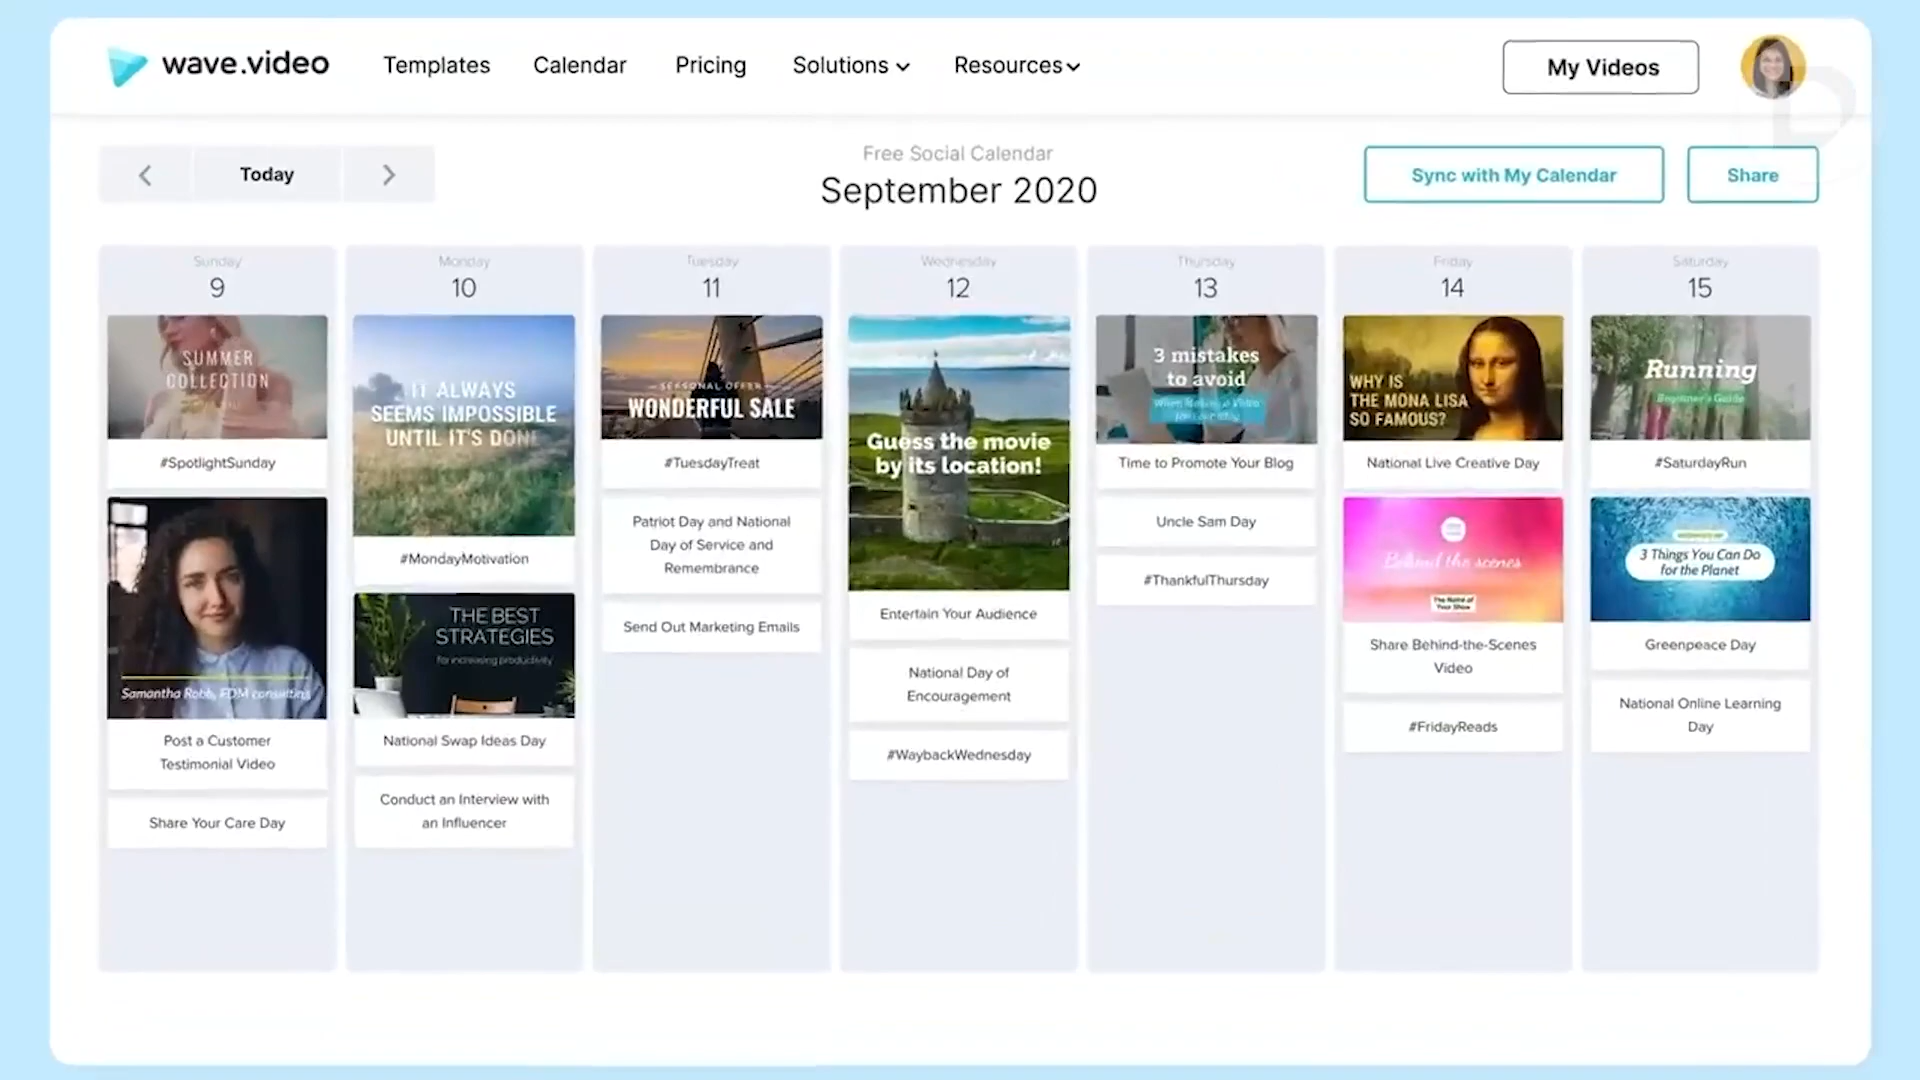 wave.video
Templates
Calendar
Pricing
Solutions
Resources
My Videos
Today
Free Social Calendar
September 2020
Sync with My Calendar
Share
Sunday
9
SUMMER
COLLECTION
#SpotlightSunday
Samantha Robb, FDM consulting
Post a Customer
Testimonial Video
Share Your Care Day
Monday
10
IT ALWAYS
SEEMS IMPOSSIBLE
UNTIL IT'S DONE
#MondayMotivation
THE BEST
STRATEGIES
for increasing productivity
National Swap Ideas Day
Conduct an Interview with
an Influencer
Tuesday
11
SEASONAL OFFER
WONDERFUL SALE
#TuesdayTreat
Patriot Day and National
Day of Service and
Remembrance
Send Out Marketing Emails
Wednesday
12
Guess the movie
by its location!
Entertain Your Audience
National Day of
Encouragement
#WaybackWednesday
Thursday
13
3 mistakes
to avoid
Time to Promote Your Blog
Uncle Sam Day
#ThankfulThursday
Friday
14
WHY IS
THE MONA LISA
SO FAMOUS?
National Live Creative Day
Behind the scenes
The Name of
Your Show
Share Behind-the-Scenes
Video
#FridayReads
Saturday
15
Running
Beginner's Guide
#SaturdayRun
3 Things You Can Do
for the Planet
Greenpeace Day
National Online Learning
Day